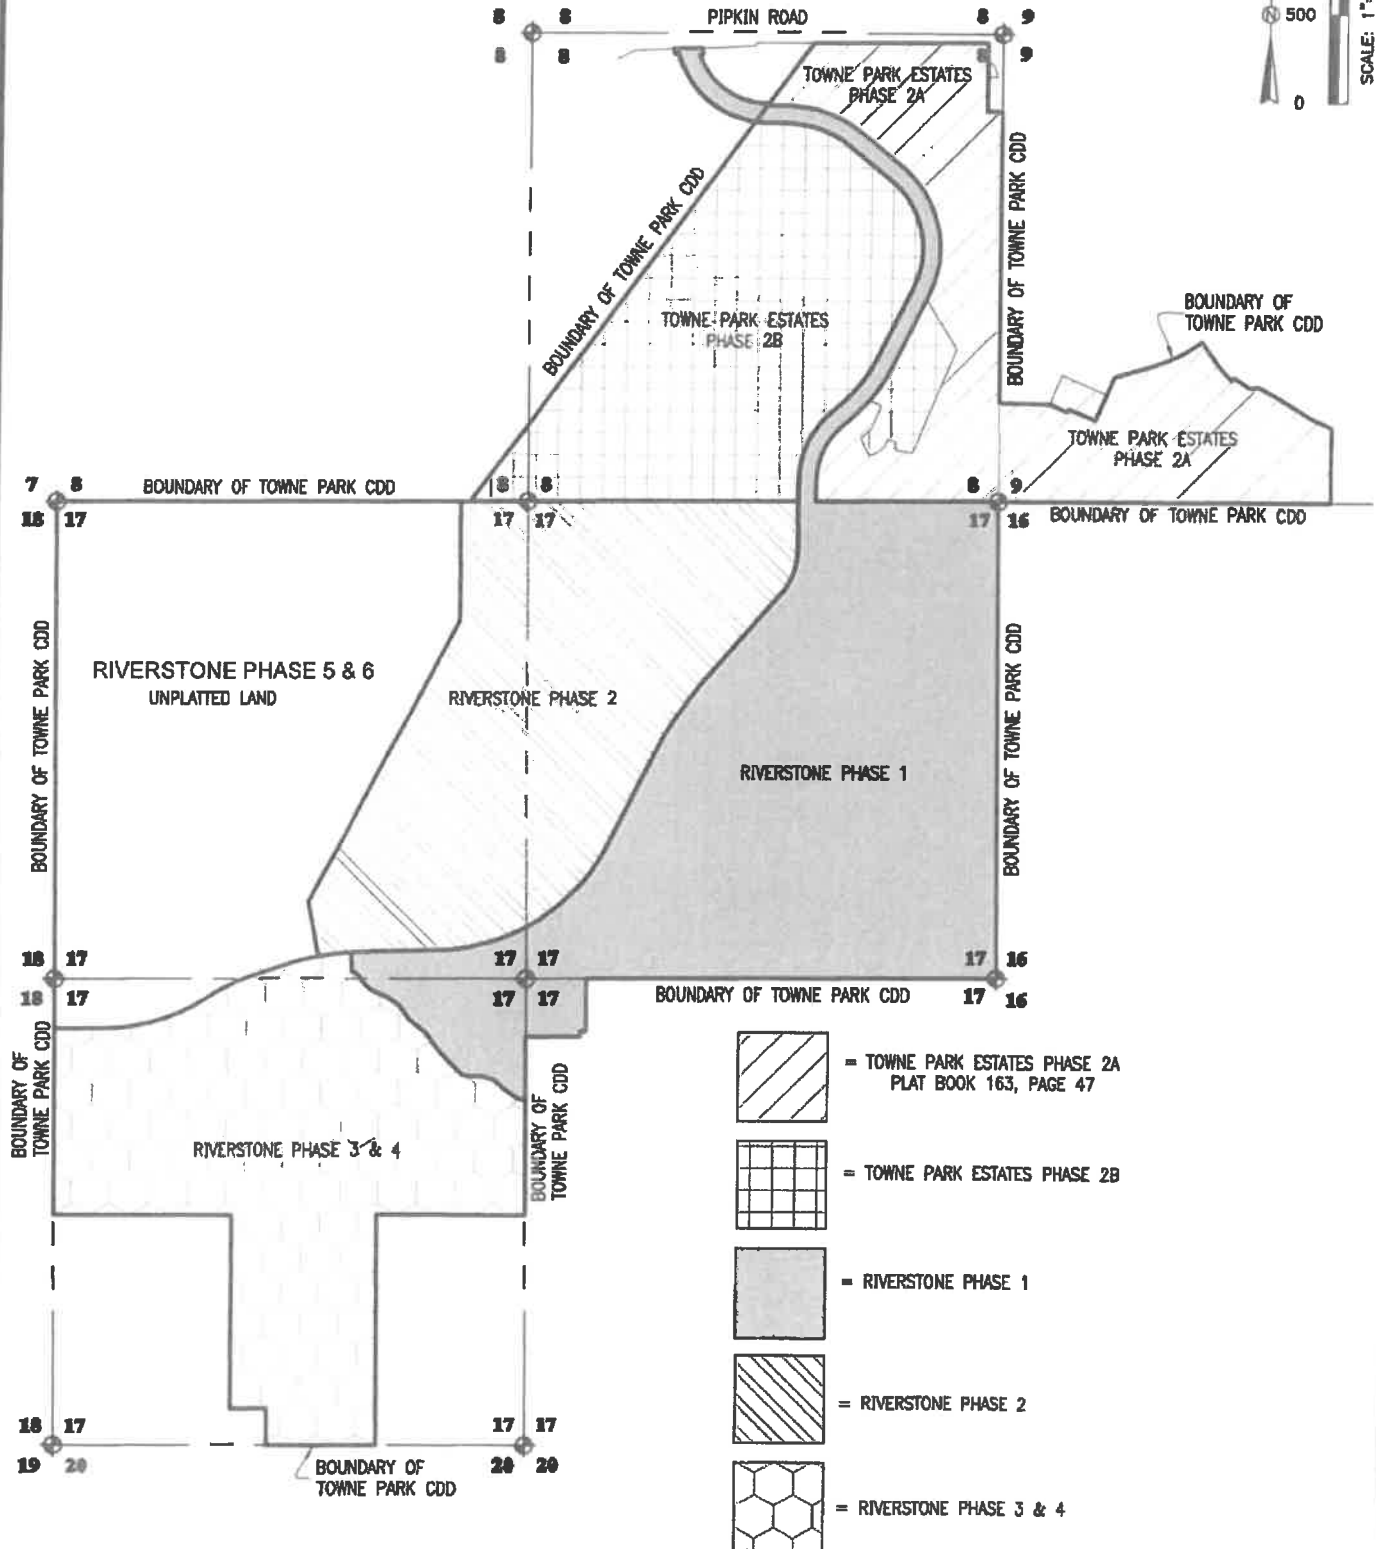 8 8 PIPKIN ROAD 8 9
8 8 8 9
500
0
SCALE: 1"=
TOWNE PARK ESTATES
PHASE 2A
BOUNDARY OF TOWNE PARK CDD
BOUNDARY OF TOWNE PARK CDD
TOWNE PARK ESTATES
PHASE 2B
BOUNDARY OF
TOWNE PARK CDD
TOWNE PARK ESTATES
PHASE 2A
7 8 BOUNDARY OF TOWNE PARK CDD 8 8 8 9
18 17 17 17 17 16 BOUNDARY OF TOWNE PARK CDD
BOUNDARY OF TOWNE PARK CDD
RIVERSTONE PHASE 5 & 6
UNPLATTED LAND
RIVERSTONE PHASE 2
RIVERSTONE PHASE 1
BOUNDARY OF TOWNE PARK CDD
18 17 17 17 17 16
18 17 17 17 BOUNDARY OF TOWNE PARK CDD 17 16
BOUNDARY OF
TOWNE PARK CDD
RIVERSTONE PHASE 3 & 4
BOUNDARY OF
TOWNE PARK CDD
= TOWNE PARK ESTATES PHASE 2A
PLAT BOOK 163, PAGE 47
= TOWNE PARK ESTATES PHASE 2B
= RIVERSTONE PHASE 1
= RIVERSTONE PHASE 2
= RIVERSTONE PHASE 3 & 4
18 17 17 17
19 20 20 20
BOUNDARY OF
TOWNE PARK CDD